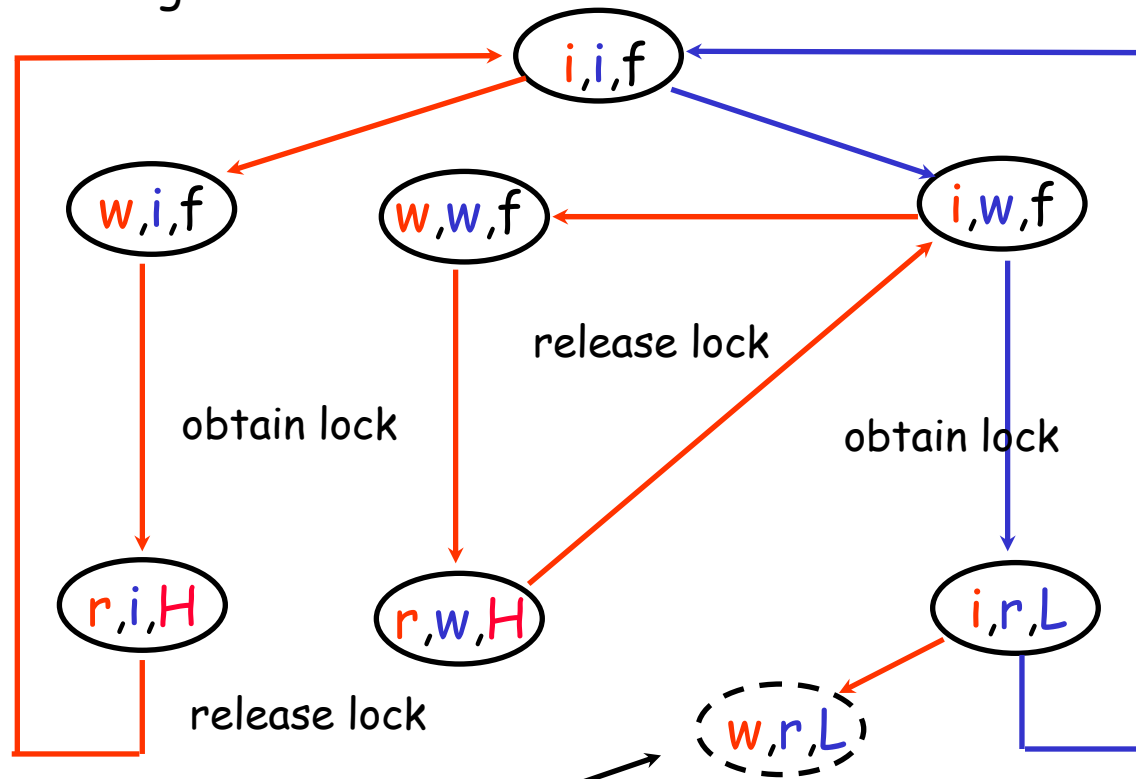 i,i,f
w,i,f
w,w,f
i,w,f
release lock
obtain lock
obtain lock
r,i,H
r,w,H
i,r,L
release lock
w,r,L